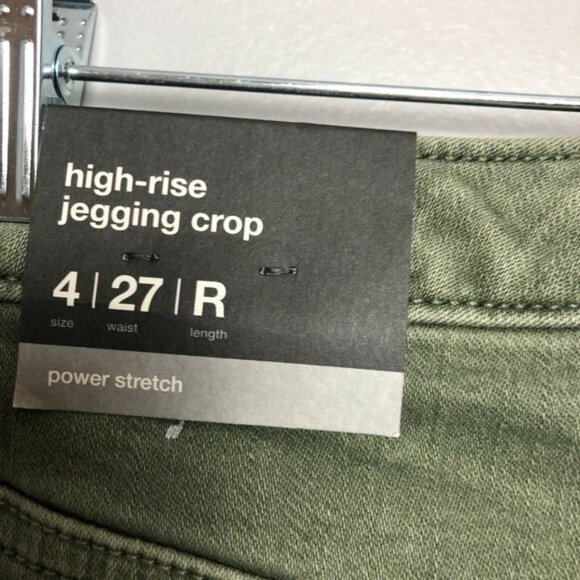 high-rise
jegging crop
4 | 27 | R
size waist length
power stretch